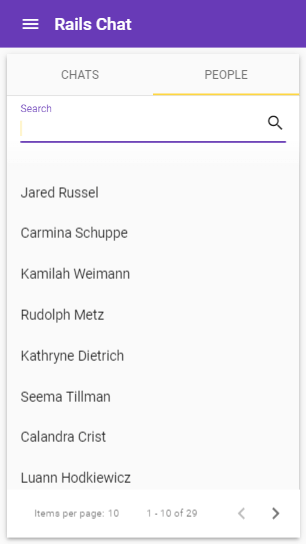 Rails Chat
CHATS PEOPLE
Search
Jared Russel
Carmina Schuppe
Kamilah Weimann
Rudolph Metz
Kathryne Dietrich
Seema Tillman
Calandra Crist
Luann Hodkiewicz
Items per page: 10 1 - 10 of 29